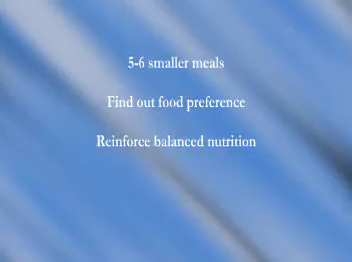 5-6 smaller meals
Find out food preference
Reinforce balanced nutrition